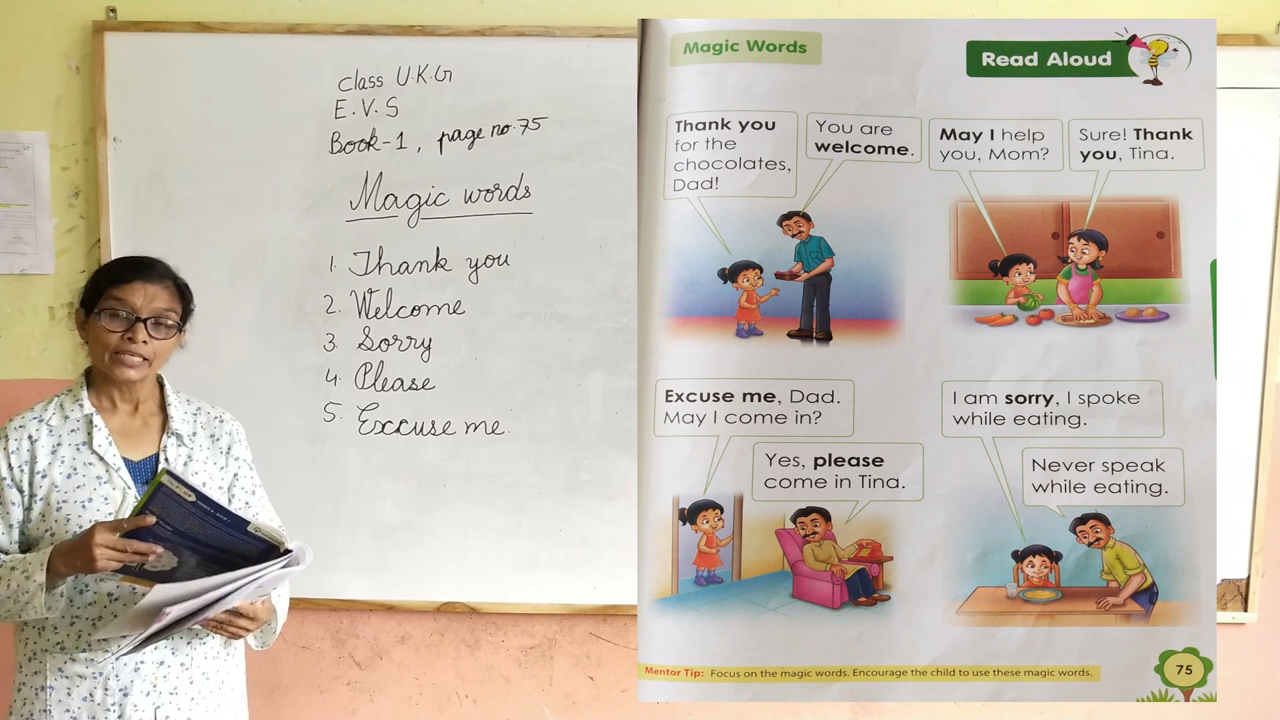 class U.K.G
E.V.S
Book-1, page no.75
Magic words
1. Thank you
2. Welcome
3. Sorry
4. Please
5. Exccuse me.
Magic Words
Read Aloud
Thank you
for the
chocolates,
Dad!
You are
welcome.
May I help
you, Mom?
Sure! Thank
you, Tina.
Excuse me, Dad.
May I come in?
Yes, please
come in Tina.
I am sorry, I spoke
while eating.
Never speak
while eating.
Mentor Tip: Focus on the magic words. Encourage the child to use these magic words.
75